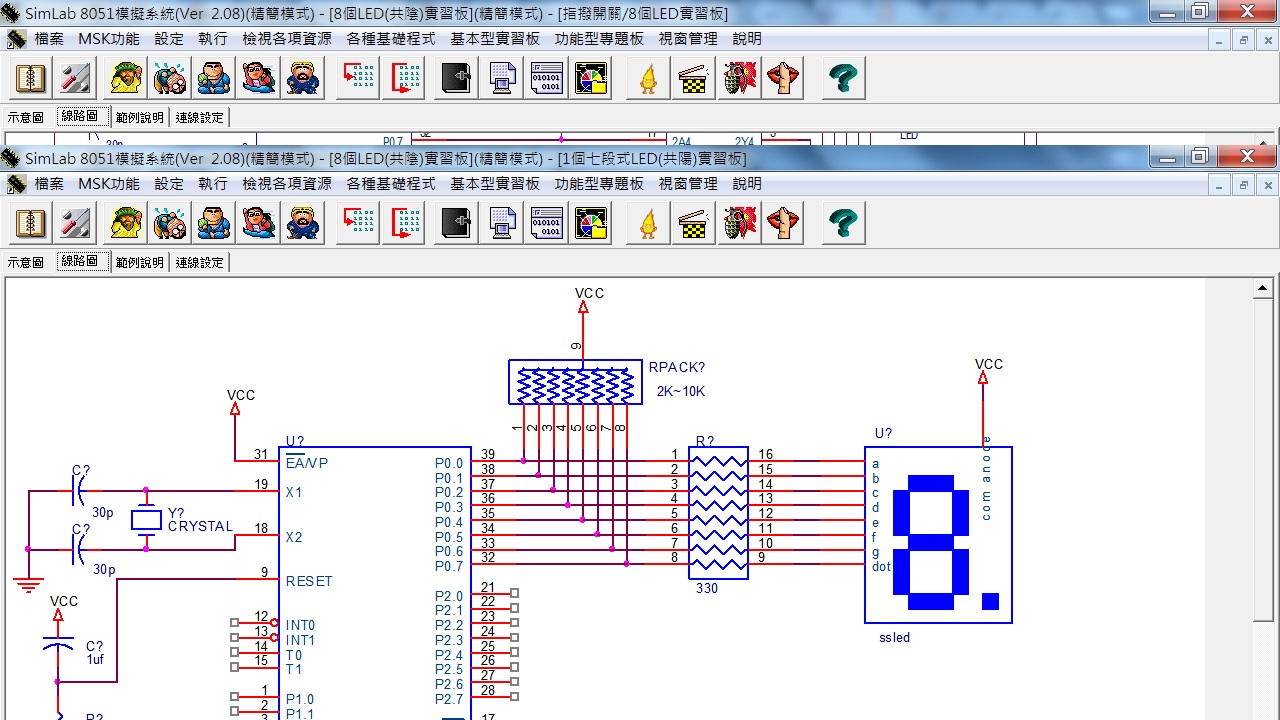 SimLab 8051模擬系統(Ver 2.08)(精簡模式) - [8個LED(共陰)實習板](精簡模式) - [指撥開關/8個LED實習板]
檔案 MSK功能 設定 執行 檢視各項資源 各種基礎程式 基本型實習板 功能型專題板 視窗管理 說明
示意圖 線路圖 範例說明 連線設定
30p P0.7 32 17 2A4 2Y4 3 LED
SimLab 8051模擬系統(Ver 2.08)(精簡模式) - [8個LED(共陰)實習板](精簡模式) - [1個七段式LED(共陽)實習板]
檔案 MSK功能 設定 執行 檢視各項資源 各種基礎程式 基本型實習板 功能型專題板 視窗管理 說明
示意圖 線路圖 範例說明 連線設定
VCC
9
RPACK?
2K~10K
VCC
VCC
1 2 3 4 5 6 7 8
U? R? U?
31 EA/VP P0.0 39 1 16 a
P0.1 38 2 15 b
C? 19 X1 P0.2 37 3 14 c
30p Y? P0.3 36 4 13 d
CRYSTAL P0.4 35 5 12 e
C? 18 X2 P0.5 34 6 11 f
P0.6 33 7 10 g
30p P0.7 32 8 9 dot
com anode
9 RESET
330
VCC
P2.0 21
P2.1 22
12 INT0 P2.2 23
13 INT1 P2.3 24
14 T0 P2.4 25
15 T1 P2.5 26
P2.6 27
P2.7 28
ssled
C?
1uf
1 P1.0
2 P1.1
3
17
R?